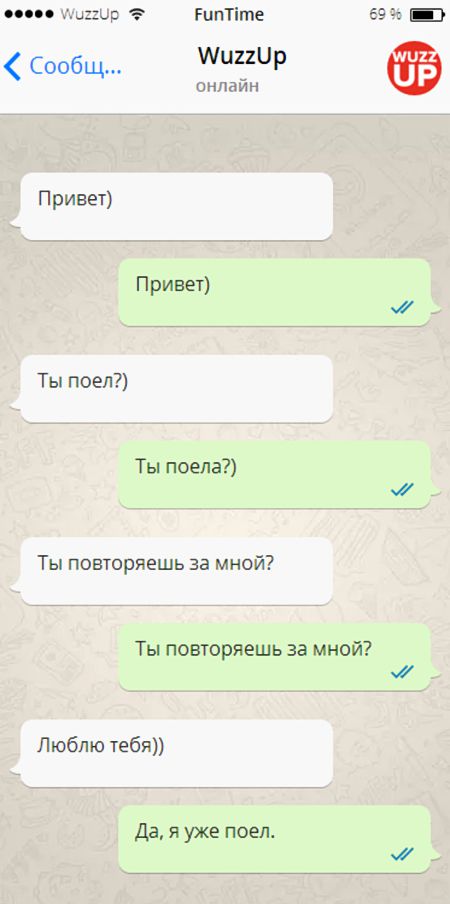 WuzzUp FunTime 69 %
Сообщ... WuzzUp
онлайн
WUZZ
UP
Привет)
Привет)
Ты поел?)
Ты поела?)
Ты повторяешь за мной?
Ты повторяешь за мной?
Люблю тебя))
Да, я уже поел.